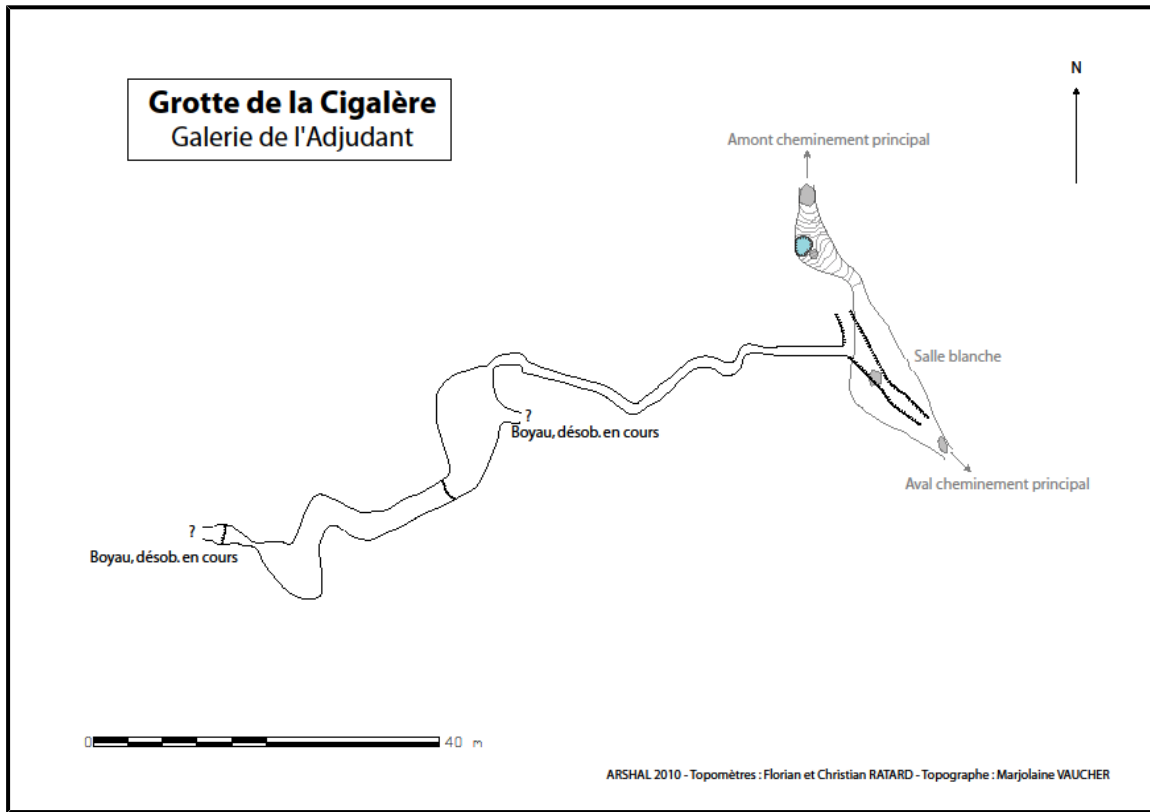 Grotte de la Cigalère
Galerie de l'Adjudant
N
Amont cheminement principal
Salle blanche
?
Boyau, désob. en cours
Aval cheminement principal
?
Boyau, désob. en cours
0 40 m
ARSHAL 2010 - Topomètres : Florian et Christian RATARD - Topographe : Marjolaine VAUCHER